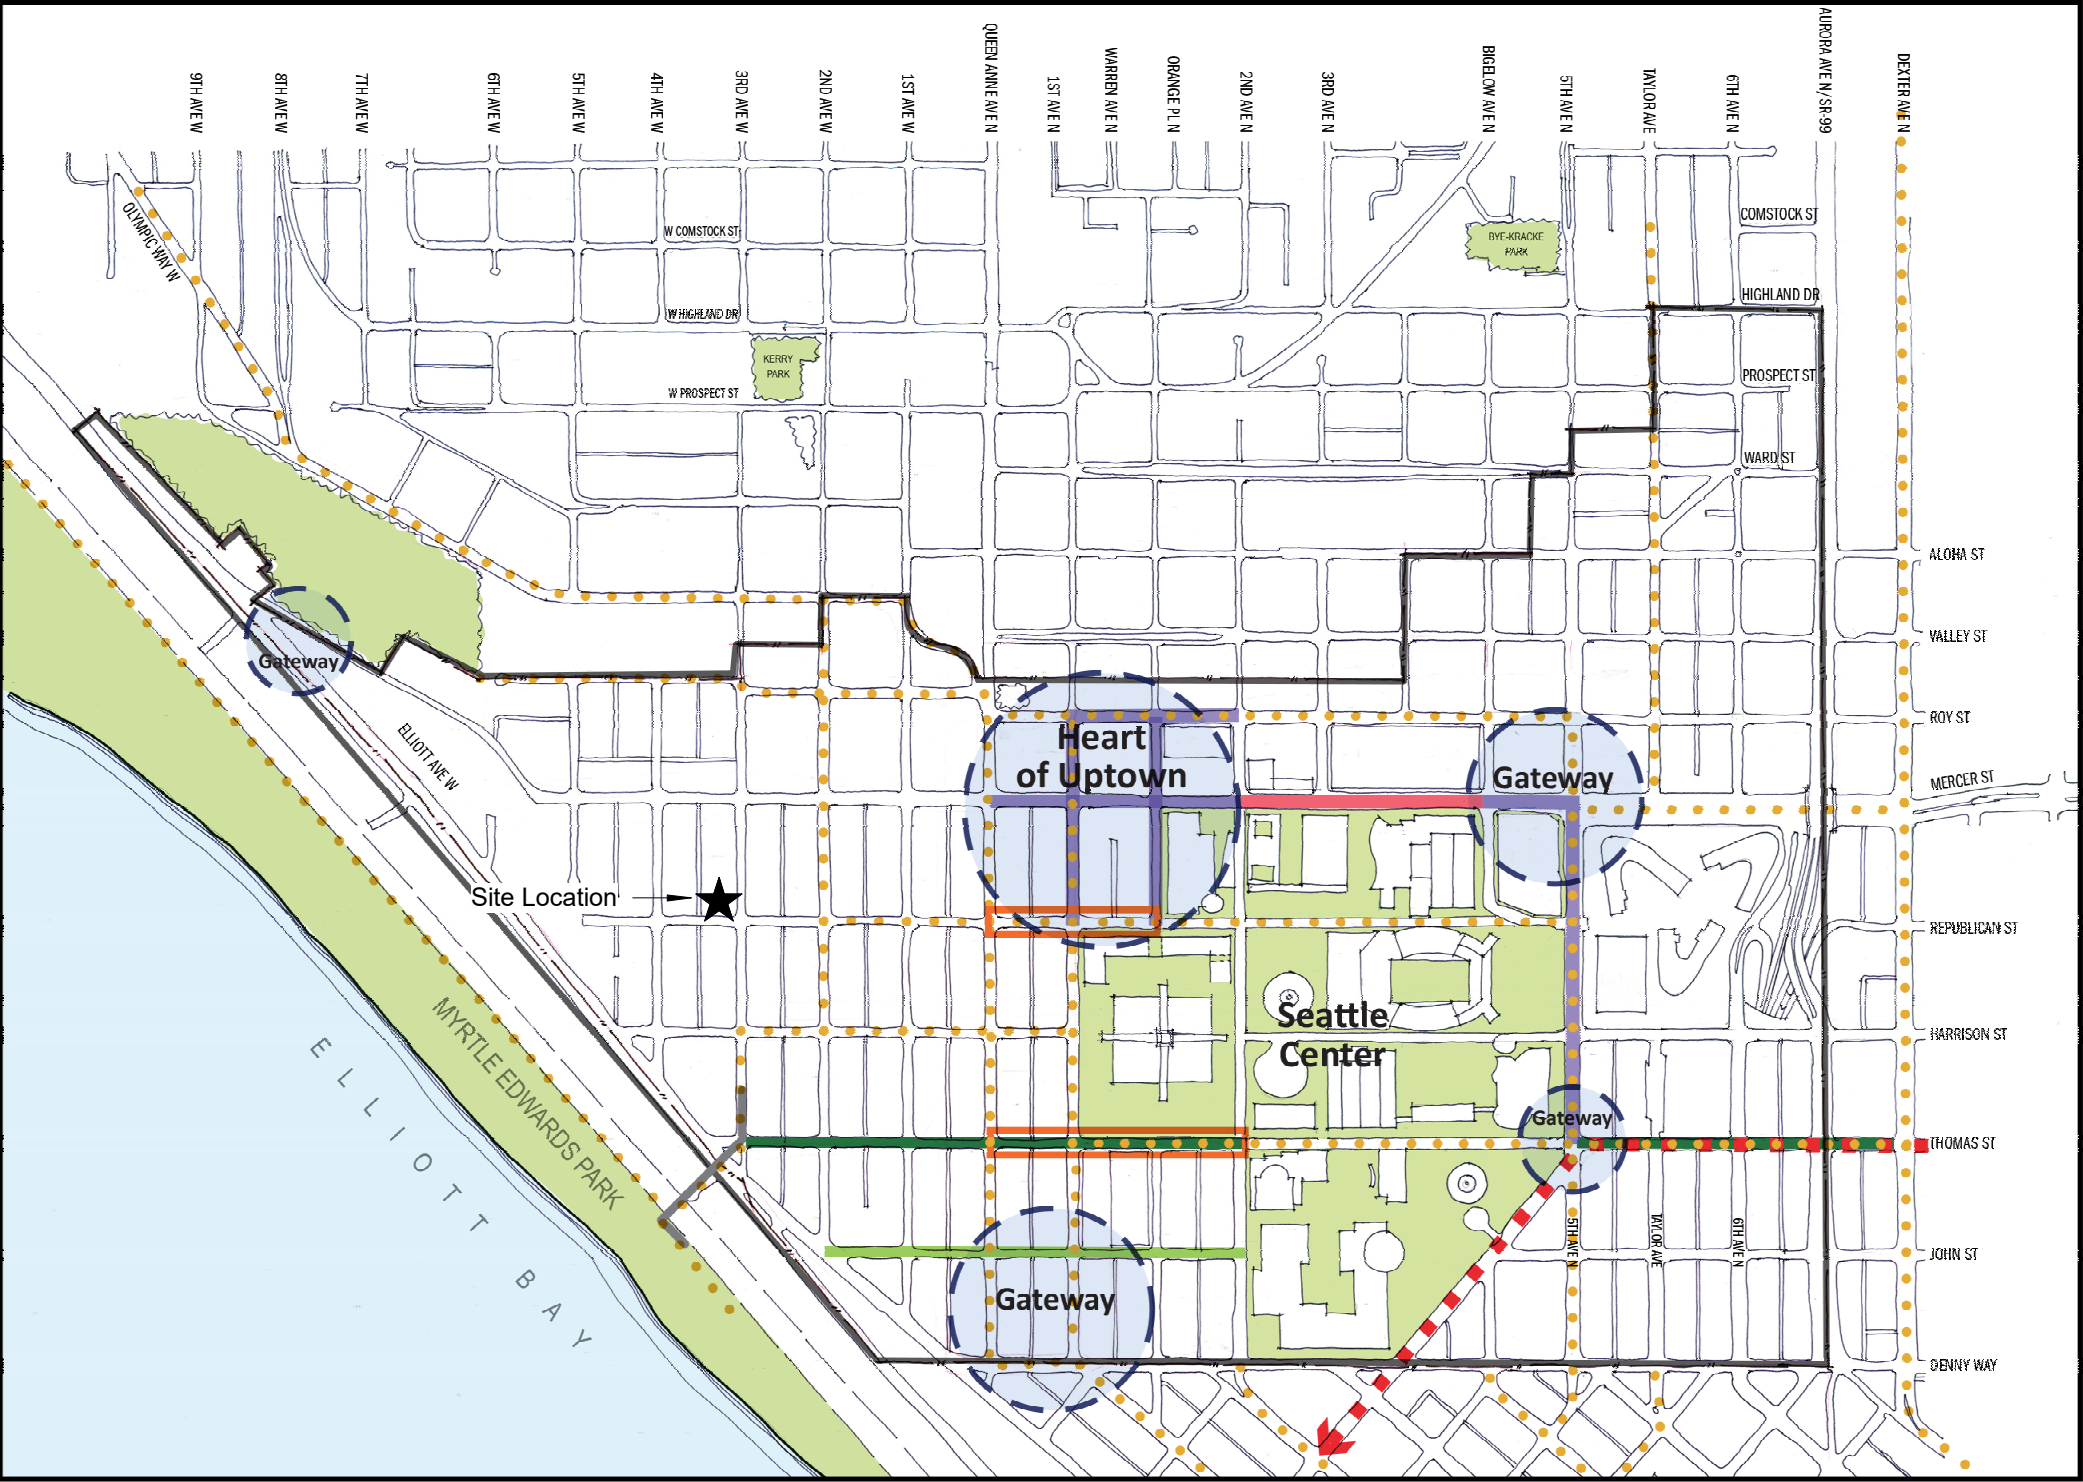 9TH AVE W
8TH AVE W
7TH AVE W
6TH AVE W
5TH AVE W
4TH AVE W
3RD AVE W
2ND AVE W
1ST AVE W
QUEEN ANNE AVE N
1ST AVE N
WARREN AVE N
ORANGE PL N
2ND AVE N
3RD AVE N
BIGELOW AVE N
5TH AVE N
TAYLOR AVE
6TH AVE N
AURORA AVE N/SR-99
DEXTER AVE N
OLYMPIC WAY W
W COMSTOCK ST
COMSTOCK ST
BYE-KRACKE
PARK
HIGHLAND DR
W HIGHLAND DR
KERRY
PARK
PROSPECT ST
W PROSPECT ST
WARD ST
ALOHA ST
VALLEY ST
Gateway
ROY ST
ELLIOTT AVE W
Heart
of Uptown
Gateway
MERCER ST
Site Location
REPUBLICAN ST
Seattle
Center
HARRISON ST
MYRTLE EDWARDS PARK
ELLIOTT BAY
Gateway
THOMAS ST
5TH AVE N
TAYLOR AVE
6TH AVE N
JOHN ST
Gateway
DENNY WAY